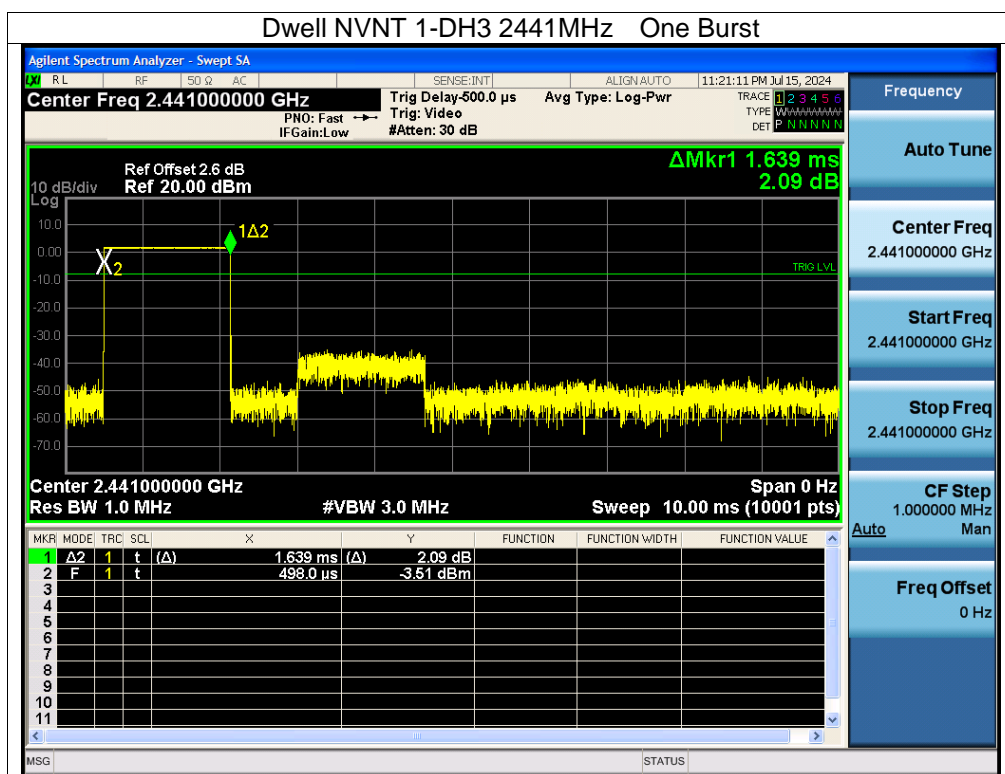 Dwell NVNT 1-DH3 2441MHz One Burst
Agilent Spectrum Analyzer - Swept SA
LXI RL RF 50 Ω AC SENSE:INT ALIGN AUTO 11:21:11 PM Jul 15, 2024
Center Freq 2.441000000 GHz Trig Delay-500.0 µs Avg Type: Log-Pwr TRACE 1 2 3 4 5 6
PNO: Fast Trig: Video TYPE WWWWWW
IFGain:Low #Atten: 30 dB DET P N N N N N
Frequency
Auto Tune
Center Freq
2.441000000 GHz
Start Freq
2.441000000 GHz
Stop Freq
2.441000000 GHz
CF Step
1.000000 MHz
Auto Man
Freq Offset
0 Hz
ΔMkr1 1.639 ms
2.09 dB
Ref Offset 2.6 dB
10 dB/div Ref 20.00 dBm
Log
10.0
0.00
-10.0
-20.0
-30.0
-40.0
-50.0
-60.0
-70.0
1Δ2
X2
TRIG LVL
Center 2.441000000 GHz Span 0 Hz
Res BW 1.0 MHz #VBW 3.0 MHz Sweep 10.00 ms (10001 pts)
MKR MODE TRC SCL X Y FUNCTION FUNCTION WIDTH FUNCTION VALUE
1 Δ2 1 t (Δ) 1.639 ms (Δ) 2.09 dB
2 F 1 t 498.0 µs -3.51 dBm
3
4
5
6
7
8
9
10
11
MSG STATUS